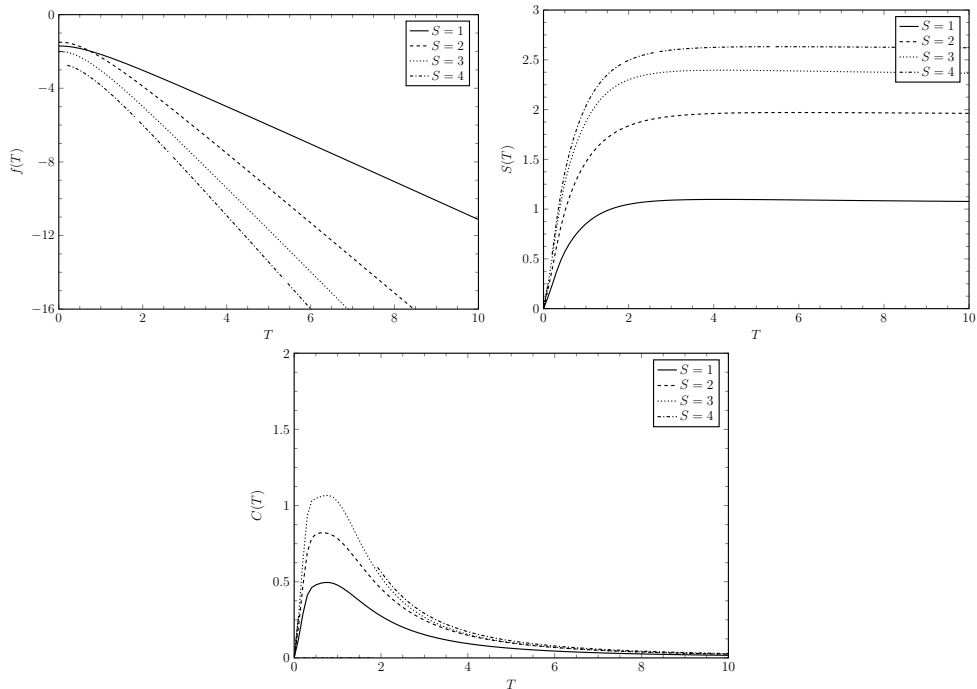 0
−4
−8
−12
−16
0 2 4 6 8 10
f(T)
T
S = 1
S = 2
S = 3
S = 4
3
2.5
2
1.5
1
0.5
0
0 2 4 6 8 10
S(T)
T
S = 1
S = 2
S = 3
S = 4
2
1.5
1
0.5
0
0 2 4 6 8 10
C(T)
T
S = 1
S = 2
S = 3
S = 4